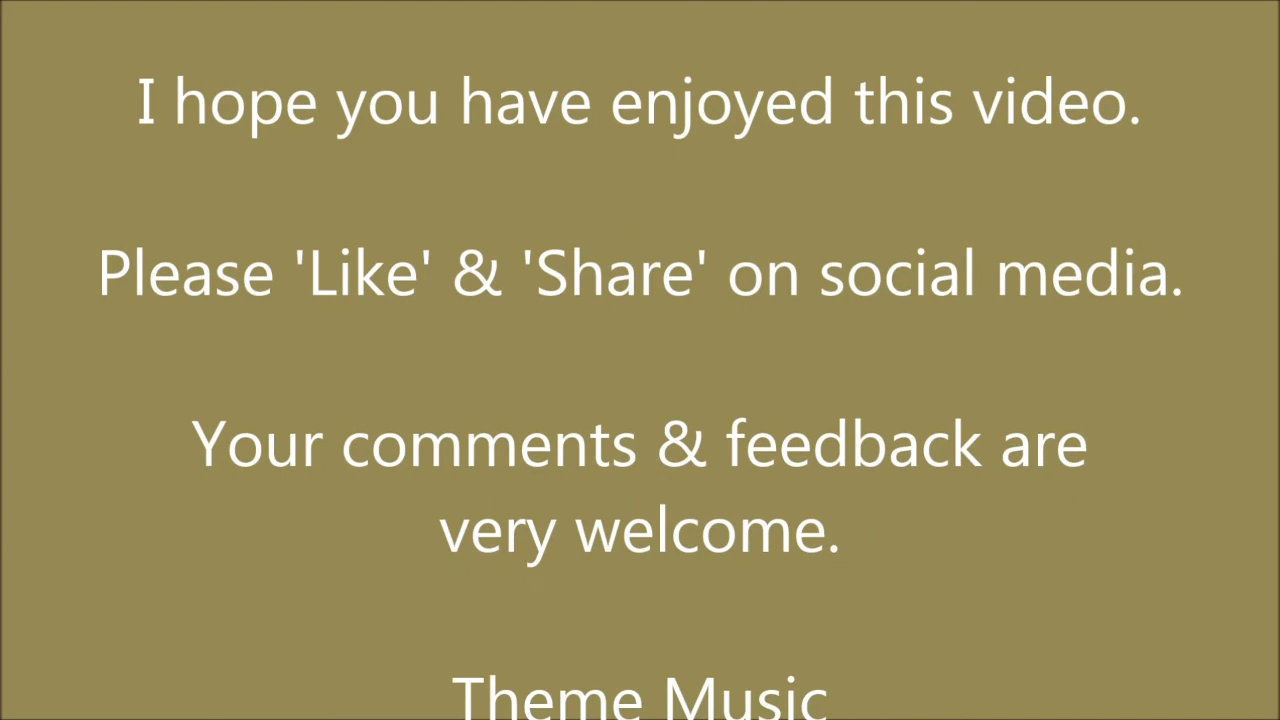 I hope you have enjoyed this video.
Please 'Like' & 'Share' on social media.
Your comments & feedback are
very welcome.
Theme Music